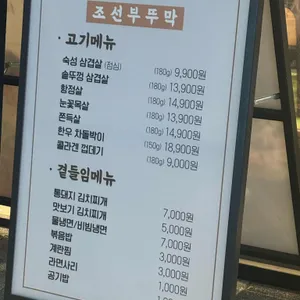 조선부뚜막
· 고기메뉴
숙성 삼겹살 (점심) (180g) 9,900원
솥뚜껑 삼겹살 (180g) 13,900원
항정살 (180g) 14,900원
눈꽃목살 (180g) 13,900원
쫀득살 (180g) 14,900원
한우 차돌박이 (150g) 18,900원
콜라겐 껍데기 (180g) 9,000원
· 곁들임메뉴
통돼지 김치찌개 7,000원
맛보기 김치찌개 5,000원
물냉면/비빔냉면 7,000원
볶음밥 3,000원
계란찜 3,000원
라면사리 1,000원
공기밥